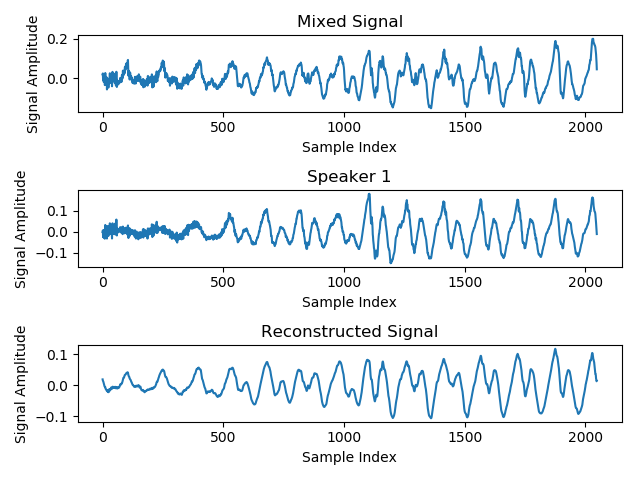 Mixed Signal
Signal Amplitude
0.2
0.0
0
500
1000
1500
2000
Sample Index
Speaker 1
Signal Amplitude
0.1
0.0
−0.1
0
500
1000
1500
2000
Sample Index
Reconstructed Signal
Signal Amplitude
0.1
0.0
−0.1
0
500
1000
1500
2000
Sample Index